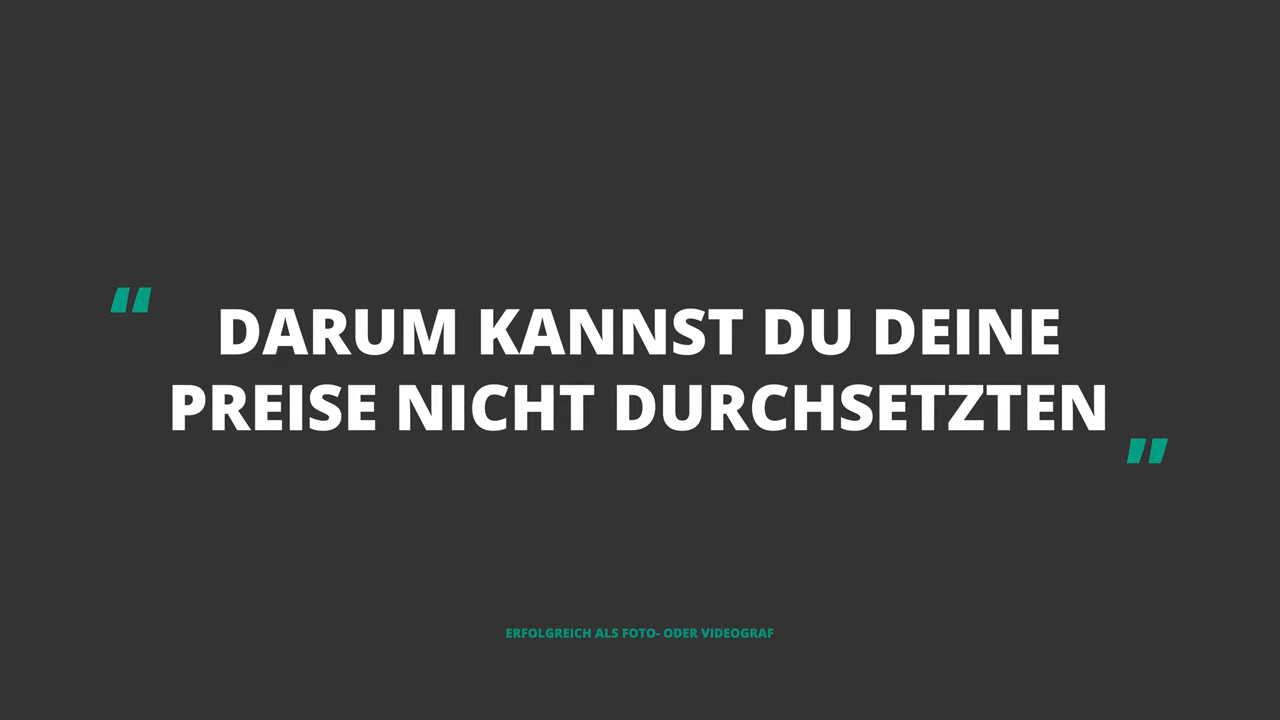 “ DARUM KANNST DU DEINE
PREISE NICHT DURCHSETZTEN ”
ERFOLGREICH ALS FOTO- ODER VIDEOGRAF